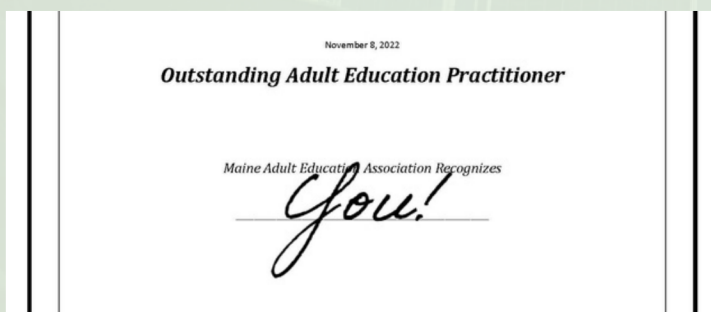 November 8, 2022
Outstanding Adult Education Practitioner
Maine Adult Education Association Recognizes
You!